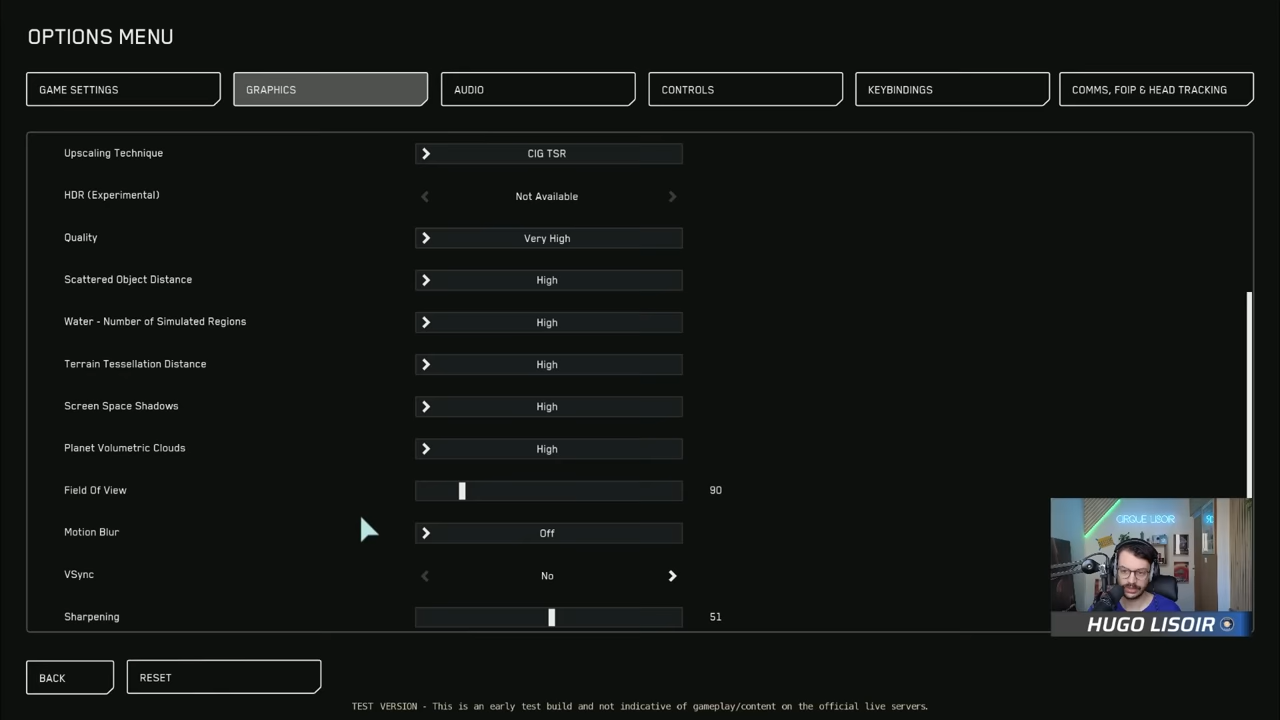 OPTIONS MENU
GAME SETTINGS
GRAPHICS
AUDIO
CONTROLS
KEYBINDINGS
COMMS, FOIP & HEAD TRACKING
Upscaling Technique
CIG TSR
HDR (Experimental)
Not Available
Quality
Very High
Scattered Object Distance
High
Water - Number of Simulated Regions
High
Terrain Tessellation Distance
High
Screen Space Shadows
High
Planet Volumetric Clouds
High
Field Of View
90
Motion Blur
Off
VSync
No
Sharpening
51
CIRQUE LISOIR
HUGO LISOIR
BACK
RESET
TEST VERSION - This is an early test build and not indicative of gameplay/content on the official live servers.